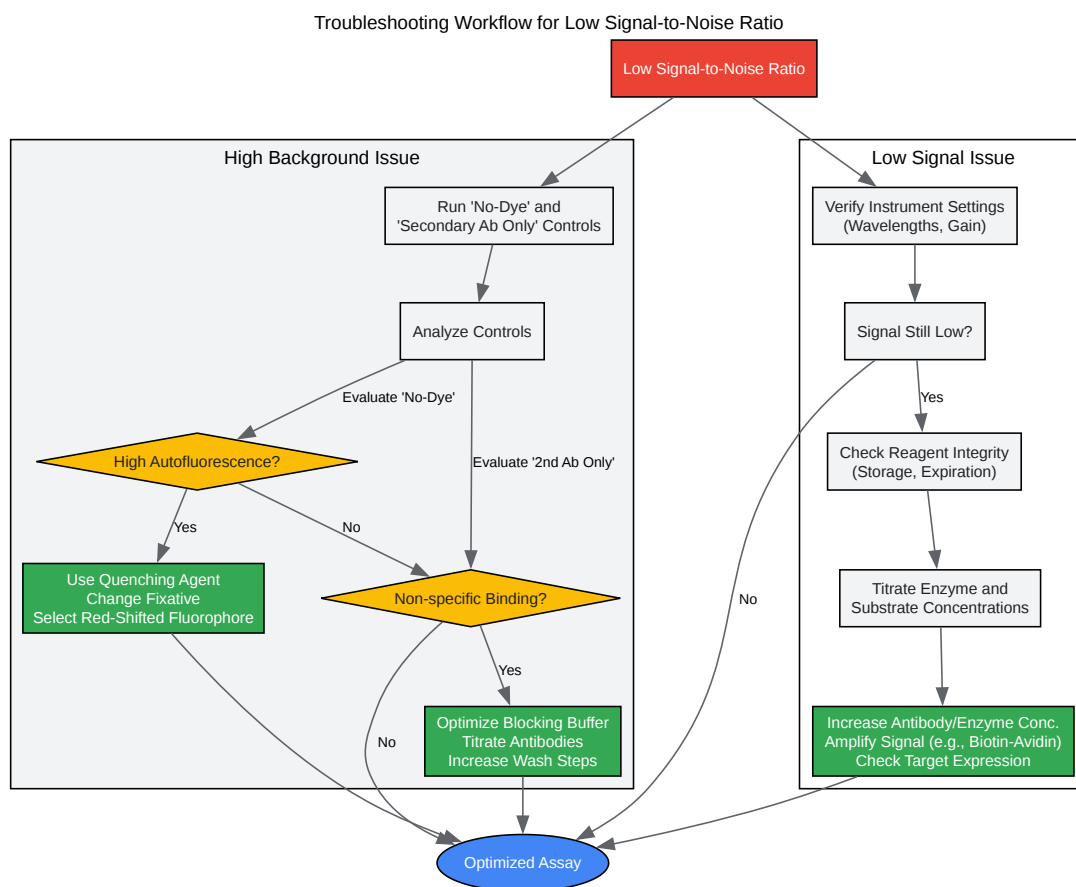 Troubleshooting Workflow for Low Signal-to-Noise Ratio
Low Signal-to-Noise Ratio
High Background Issue
Run 'No-Dye' and
'Secondary Ab Only' Controls
Analyze Controls
Evaluate 'No-Dye'
Evaluate '2nd Ab Only'
High Autofluorescence?
Yes
No
Use Quenching Agent
Change Fixative
Select Red-Shifted Fluorophore
Non-specific Binding?
Yes
No
Optimize Blocking Buffer
Titrate Antibodies
Increase Wash Steps
Low Signal Issue
Verify Instrument Settings
(Wavelengths, Gain)
Signal Still Low?
Yes
No
Check Reagent Integrity
(Storage, Expiration)
Titrate Enzyme and
Substrate Concentrations
Increase Antibody/Enzyme Conc.
Amplify Signal (e.g., Biotin-Avidin)
Check Target Expression
Optimized Assay